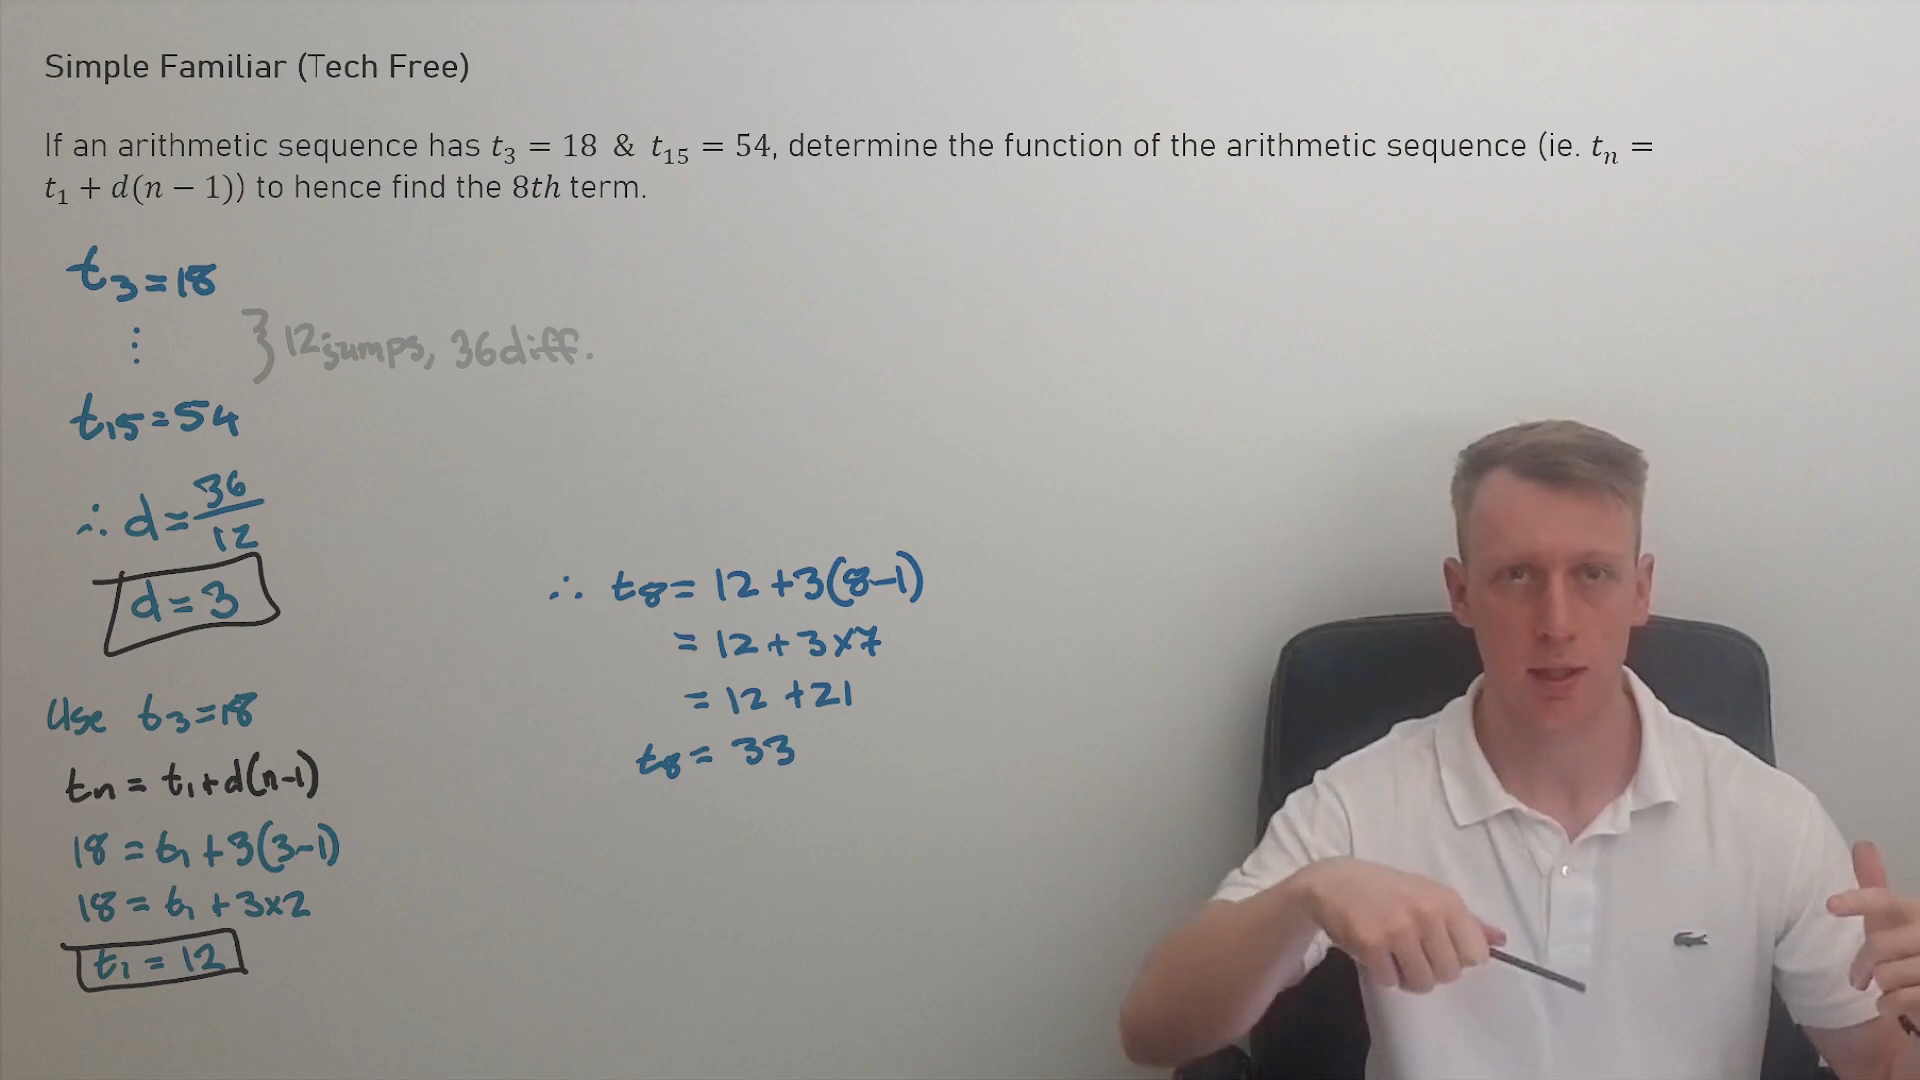 Simple Familiar (Tech Free)
If an arithmetic sequence has t₃ = 18 & t₁₅ = 54, determine the function of the arithmetic sequence (ie. tₙ =
t₁ + d(n − 1)) to hence find the 8th term.
t₃=18
⋮
} 12 jumps, 36 diff.
t₁₅=54
∴ d = 36/12
d = 3
Use t₃=18
tₙ = t₁+d(n-1)
18 = t₁ +3(3-1)
18 = t₁ + 3×2
t₁ = 12
∴ t₈ = 12 +3(8-1)
= 12 + 3×7
= 12 +21
t₈ = 33